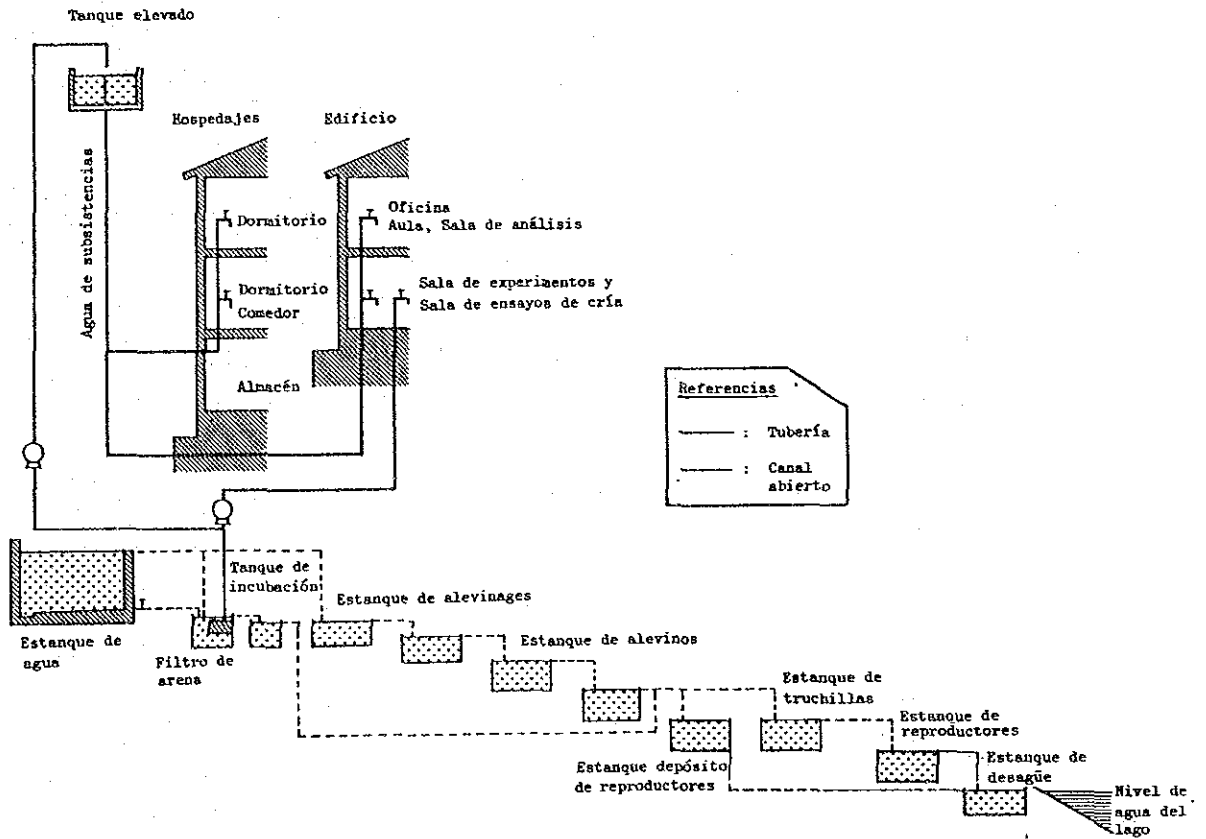 Tanque elevado
Hospedajes
Edificio
Agua de subsistencias
Dormitorio
Oficina
Aula, Sala de análisis
Dormitorio
Comedor
Sala de experimentos y
Sala de ensayos de cría
Almacén
Referencias
: Tubería
: Canal
abierto
Tanque de
incubación
Estanque de alevinages
Estanque de
agua
Filtro de
arena
Estanque de alevinos
Estanque de
truchillas
Estanque de
reproductores
Estanque depósito
de reproductores
Estanque de
desagüe
Nivel de
agua del
lago